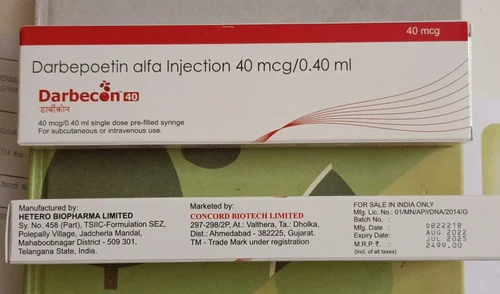 40 mcg
Darbepoetin alfa Injection 40 mcg/0.40 ml
Darbecon 40
डार्बीकॉन
40 mcg/0.40 ml single dose pre-filled syringe
For subcutaneous or intravenous use.
Manufactured by:
HETERO BIOPHARMA LIMITED
Sy. No. 458 (Part), TSIIC-Formulation SEZ,
Polepally Village, Jadcherla Mandal,
Mahaboobnagar District - 509 301,
Telangana State, India.
Marketed by:
CONCORD BIOTECH LIMITED
297-298/2P, At.: Valthera, Ta.: Dholka,
Dist.: Ahmedabad - 382225, Gujarat.
TM - Trade Mark under registration
FOR SALE IN INDIA ONLY
Mfg. Lic. No.: 01/MN/AP/rDNA/2014/G
Batch No. : DB2221B
Mfg. Date : AUG 2022
Expiry Date: JUL 2025
M.R.P. ₹ : 2499.00
(Incl. of all taxes)